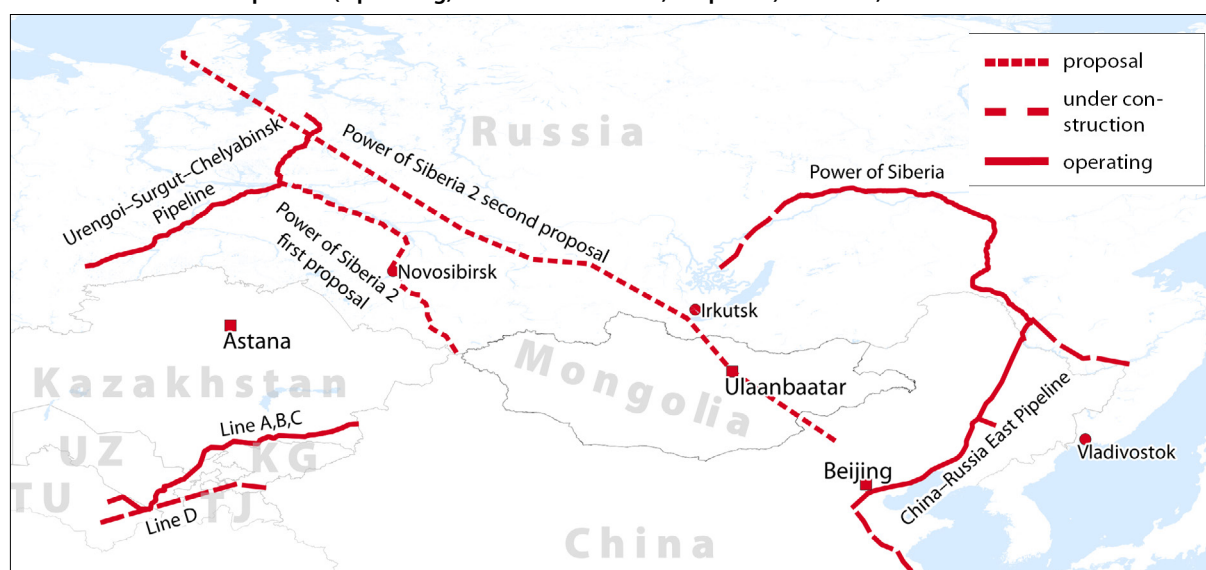 proposal
under con-
struction
operating
Russia
Urengoi–Surgut–Chelyabinsk
Pipeline
Power of Siberia 2 second proposal
Power of Siberia
Power of Siberia 2
first proposal
Novosibirsk
Irkutsk
Astana
Mongolia
Ulaanbaatar
Kazakhstan
Line A,B,C
UZ
KG
TU
TJ
Line D
Beijing
China–Russia East Pipeline
Vladivostok
China